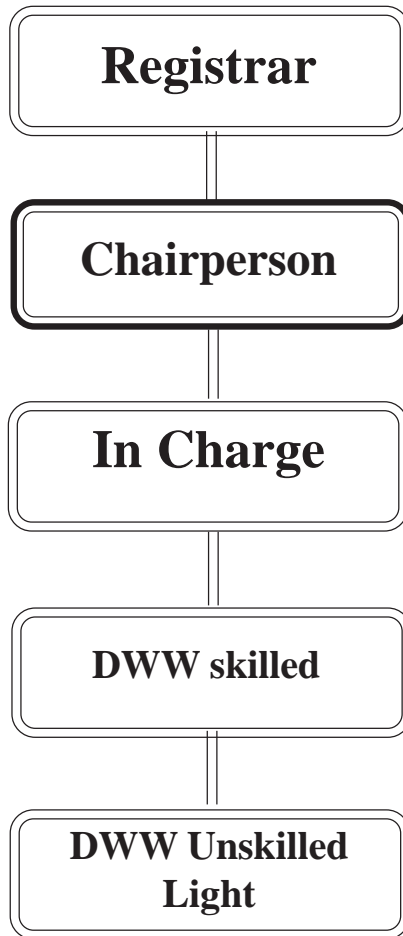 Registrar
Chairperson
In Charge
DWW skilled
DWW Unskilled
Light